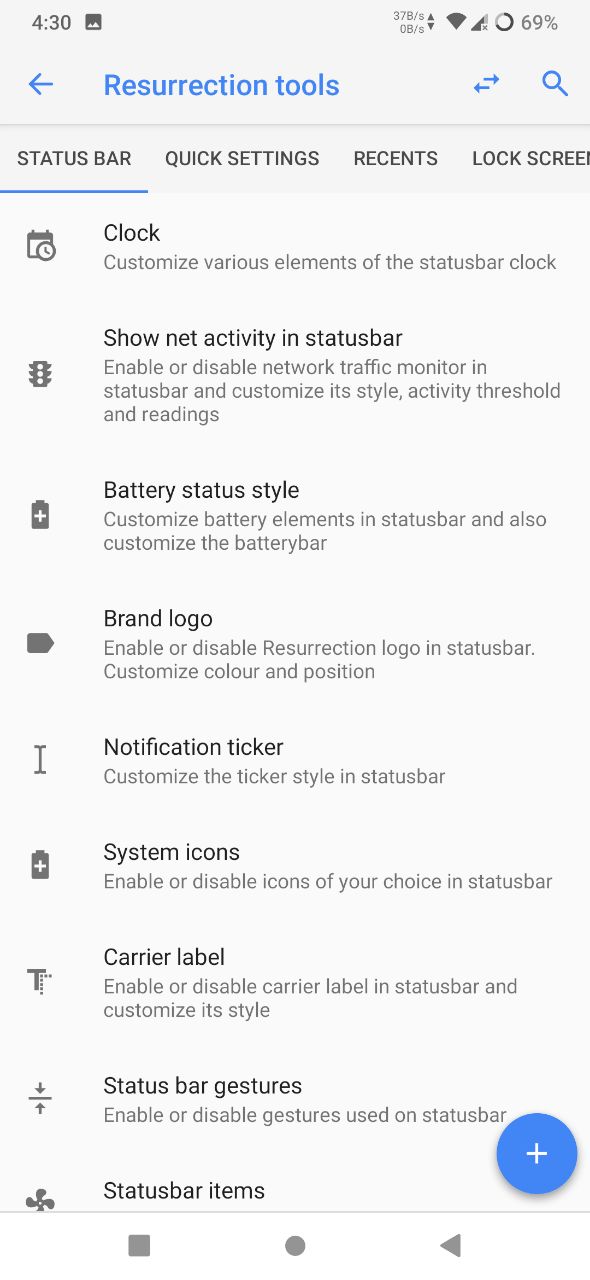 4:30
37B/s
0B/s
69%
Resurrection tools
STATUS BAR
QUICK SETTINGS
RECENTS
LOCK SCREEN
Clock
Customize various elements of the statusbar clock
Show net activity in statusbar
Enable or disable network traffic monitor in
statusbar and customize its style, activity threshold
and readings
Battery status style
Customize battery elements in statusbar and also
customize the batterybar
Brand logo
Enable or disable Resurrection logo in statusbar.
Customize colour and position
Notification ticker
Customize the ticker style in statusbar
System icons
Enable or disable icons of your choice in statusbar
Carrier label
Enable or disable carrier label in statusbar and
customize its style
Status bar gestures
Enable or disable gestures used on statusbar
Statusbar items